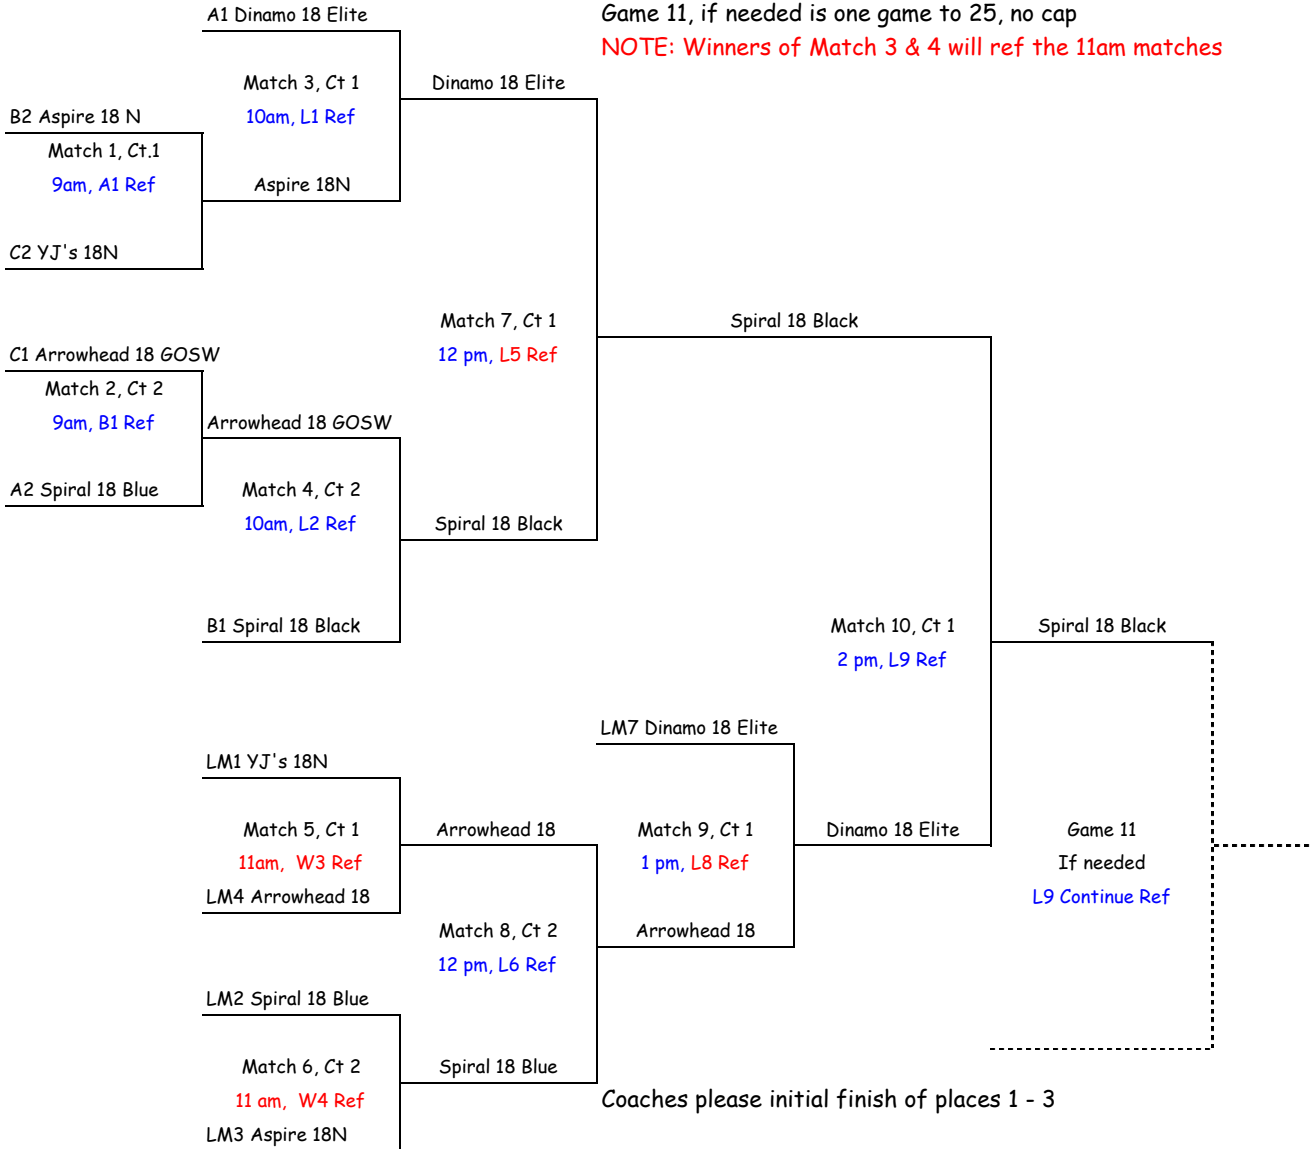 A1 Dinamo 18 Elite
Game 11, if needed is one game to 25, no cap
NOTE: Winners of Match 3 & 4 will ref the 11am matches
Match 3, Ct 1
Dinamo 18 Elite
B2 Aspire 18 N
10am, L1 Ref
Match 1, Ct.1
9am, A1 Ref
Aspire 18N
C2 YJ's 18N
Match 7, Ct 1
Spiral 18 Black
C1 Arrowhead 18 GOSW
12 pm, L5 Ref
Match 2, Ct 2
9am, B1 Ref
Arrowhead 18 GOSW
A2 Spiral 18 Blue
Match 4, Ct 2
10am, L2 Ref
Spiral 18 Black
B1 Spiral 18 Black
Match 10, Ct 1
Spiral 18 Black
2 pm, L9 Ref
LM7 Dinamo 18 Elite
LM1 YJ's 18N
Match 5, Ct 1
Arrowhead 18
Match 9, Ct 1
Dinamo 18 Elite
Game 11
11am, W3 Ref
1 pm, L8 Ref
If needed
LM4 Arrowhead 18
L9 Continue Ref
Match 8, Ct 2
Arrowhead 18
12 pm, L6 Ref
LM2 Spiral 18 Blue
Match 6, Ct 2
Spiral 18 Blue
11 am, W4 Ref
Coaches please initial finish of places 1 - 3
LM3 Aspire 18N